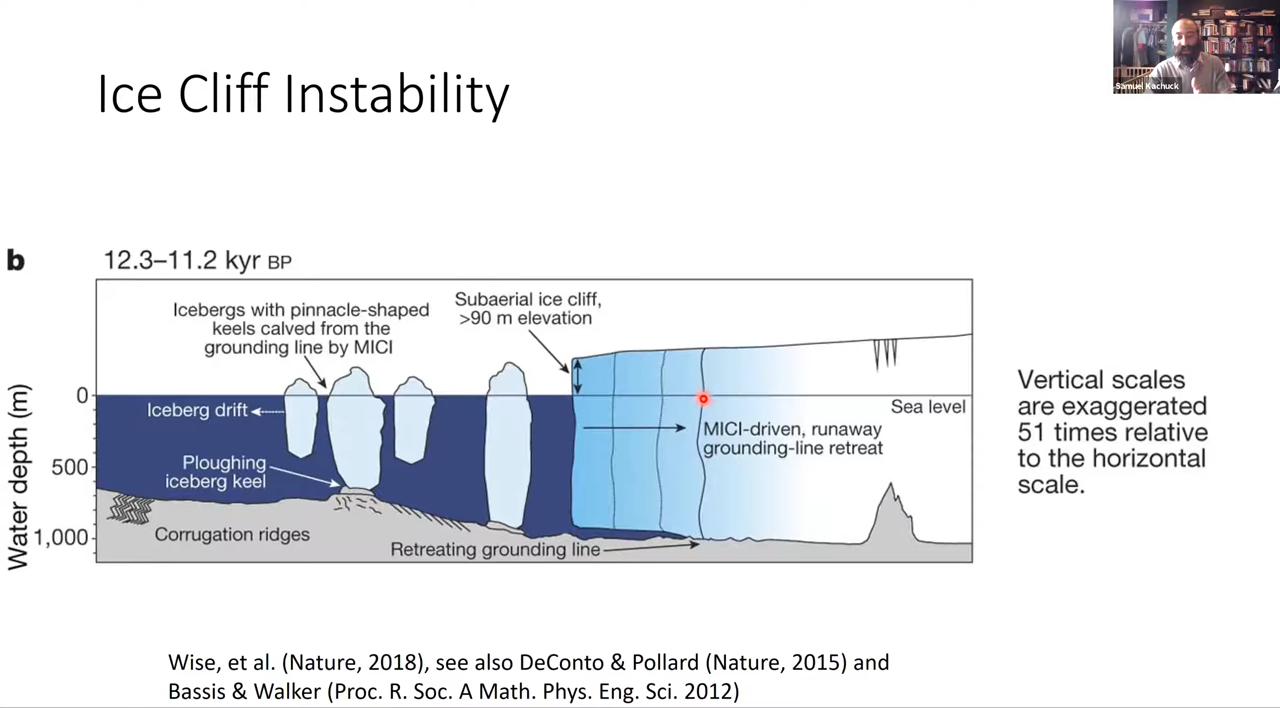 Samuel Kachuck
Ice Cliff Instability
b
12.3–11.2 kyr BP
Icebergs with pinnacle-shaped
keels calved from the
grounding line by MICI
Subaerial ice cliff,
>90 m elevation
Water depth (m)
0
500
1,000
Iceberg drift
Sea level
MICI-driven, runaway
grounding-line retreat
Ploughing
iceberg keel
Corrugation ridges
Retreating grounding line
Vertical scales
are exaggerated
51 times relative
to the horizontal
scale.
Wise, et al. (Nature, 2018), see also DeConto & Pollard (Nature, 2015) and
Bassis & Walker (Proc. R. Soc. A Math. Phys. Eng. Sci. 2012)